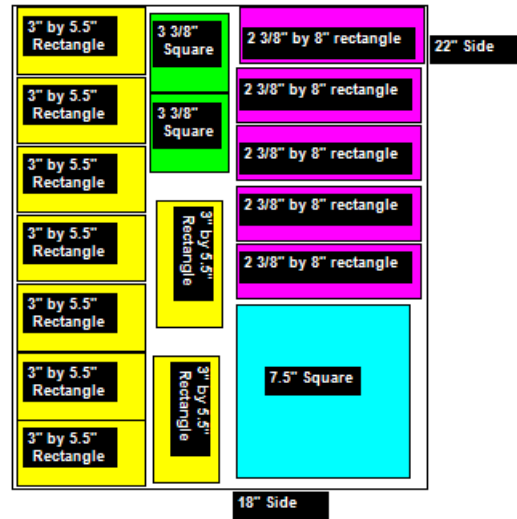 3" by 5.5"
Rectangle
3" by 5.5"
Rectangle
3" by 5.5"
Rectangle
3" by 5.5"
Rectangle
3" by 5.5"
Rectangle
3" by 5.5"
Rectangle
3" by 5.5"
Rectangle
3 3/8"
Square
3 3/8"
Square
3" by 5.5"
Rectangle
3" by 5.5"
Rectangle
2 3/8" by 8" rectangle
2 3/8" by 8" rectangle
2 3/8" by 8" rectangle
2 3/8" by 8" rectangle
2 3/8" by 8" rectangle
7.5" Square
22" Side
18" Side